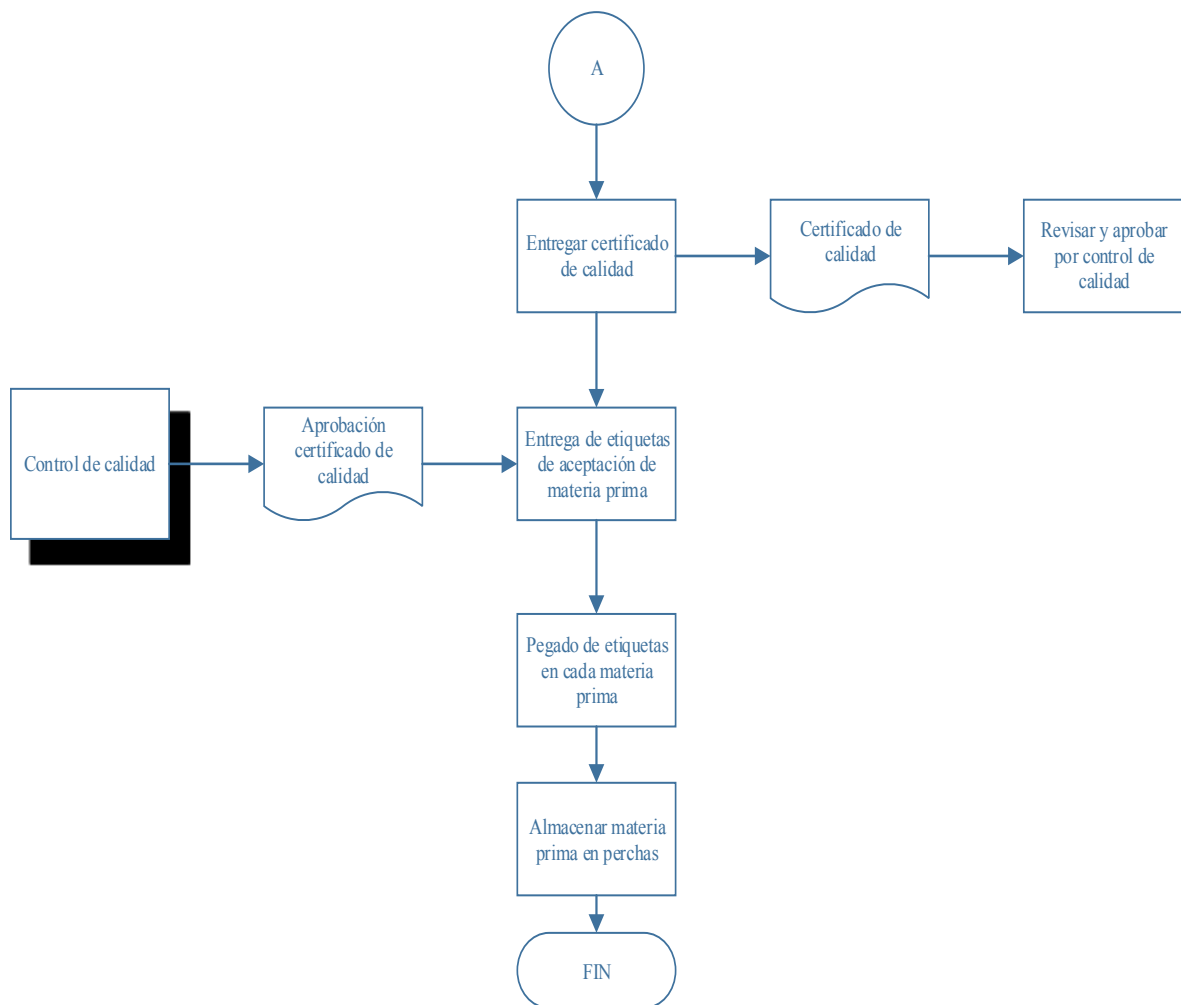 A
Entregar certificado
de calidad
Certificado de
calidad
Revisar y aprobar
por control de
calidad
Control de calidad
Aprobación
certificado de
calidad
Entrega de etiquetas
de aceptación de
materia prima
Pegado de etiquetas
en cada materia
prima
Almacenar materia
prima en perchas
FIN